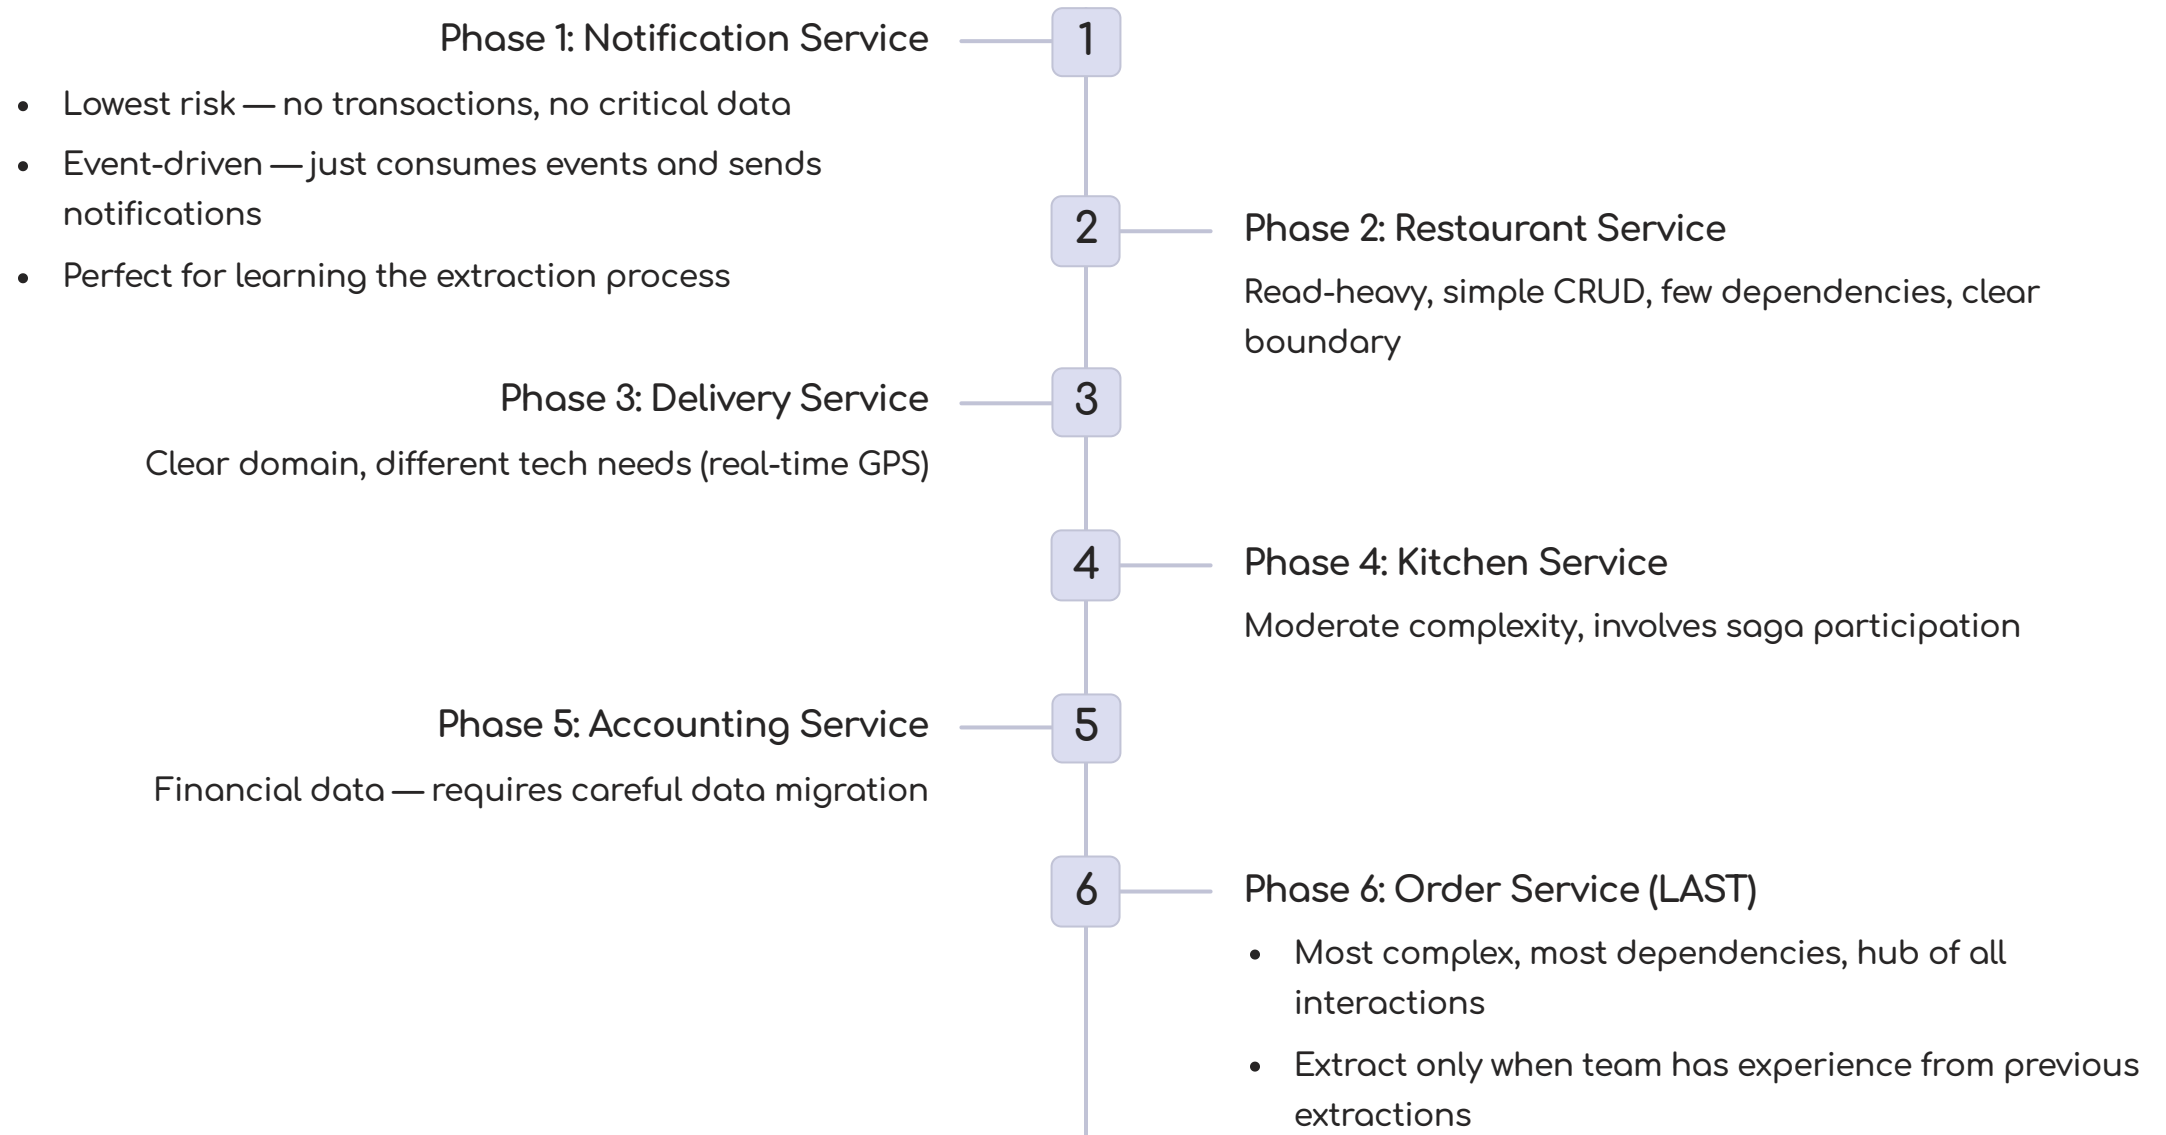 Phase 1: Notification Service
1
• Lowest risk — no transactions, no critical data
• Event-driven — just consumes events and sends
notifications
• Perfect for learning the extraction process
2
Phase 2: Restaurant Service
Read-heavy, simple CRUD, few dependencies, clear
boundary
Phase 3: Delivery Service
3
Clear domain, different tech needs (real-time GPS)
4
Phase 4: Kitchen Service
Moderate complexity, involves saga participation
Phase 5: Accounting Service
5
Financial data — requires careful data migration
6
Phase 6: Order Service (LAST)
• Most complex, most dependencies, hub of all
interactions
• Extract only when team has experience from previous
extractions